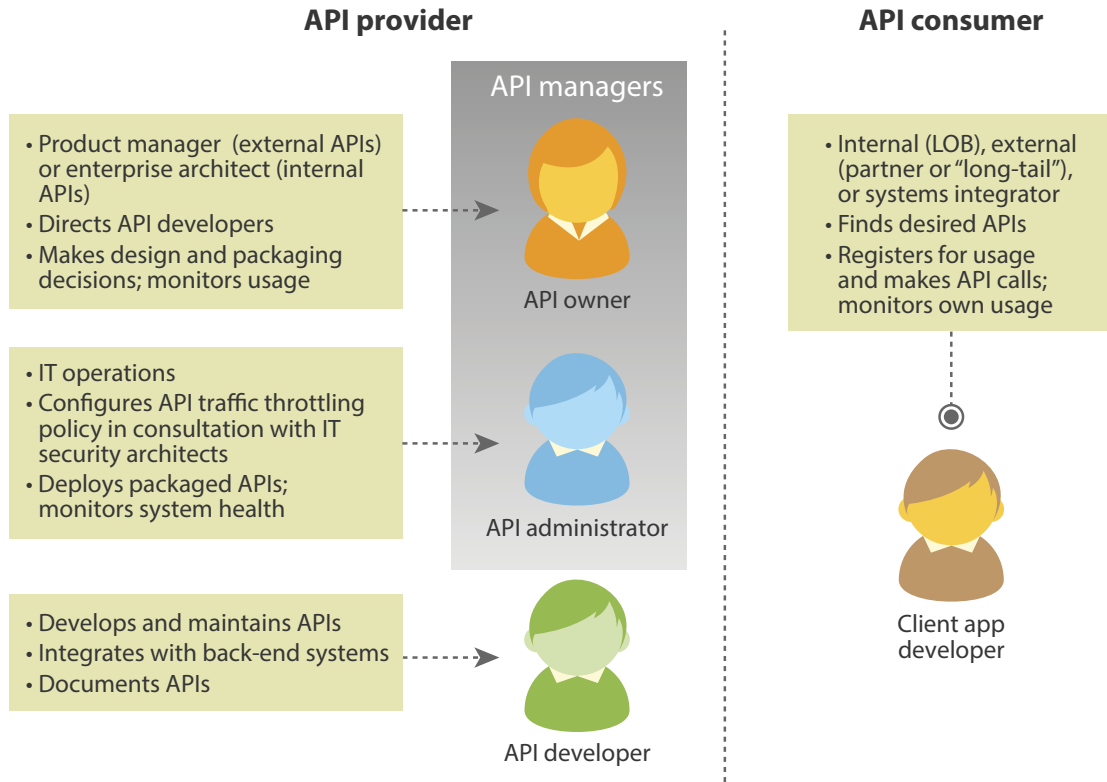 API provider
API managers
• Product manager  (external APIs)
or enterprise architect (internal
APIs)
• Directs API developers
• Makes design and packaging
decisions; monitors usage
API owner
• IT operations
• Configures API traffic throttling
policy in consultation with IT
security architects
• Deploys packaged APIs;
monitors system health
API administrator
• Develops and maintains APIs
• Integrates with back-end systems
• Documents APIs
API developer
API consumer
• Internal (LOB), external
(partner or “long-tail”),
or systems integrator
• Finds desired APIs
• Registers for usage
and makes API calls;
monitors own usage
Client app
developer